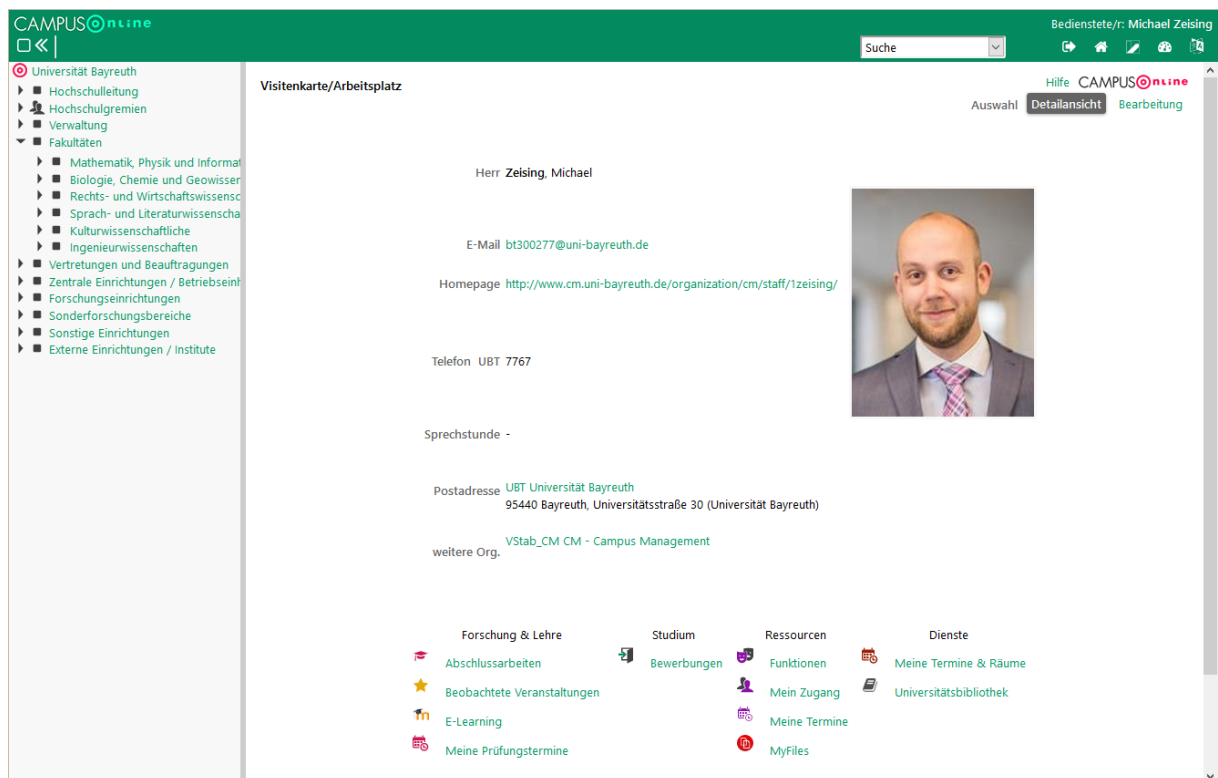 CAMPUSonline
Bedienstete/r: Michael Zeising
Suche
Universität Bayreuth
Hochschulleitung
Hochschulgremien
Verwaltung
Fakultäten
Mathematik, Physik und Informat
Biologie, Chemie und Geowisser
Rechts- und Wirtschaftswissensc
Sprach- und Literaturwissenscha
Kulturwissenschaftliche
Ingenieurwissenschaften
Vertretungen und Beauftragungen
Zentrale Einrichtungen / Betriebseinh
Forschungseinrichtungen
Sonderforschungsbereiche
Sonstige Einrichtungen
Externe Einrichtungen / Institute
Visitenkarte/Arbeitsplatz
Hilfe CAMPUSonline
Auswahl Detailansicht Bearbeitung
Herr Zeising, Michael
E-Mail bt300277@uni-bayreuth.de
Homepage http://www.cm.uni-bayreuth.de/organization/cm/staff/1zeising/
Telefon UBT 7767
Sprechstunde -
Postadresse UBT Universität Bayreuth
95440 Bayreuth, Universitätsstraße 30 (Universität Bayreuth)
weitere Org. VStab_CM CM - Campus Management
Forschung & Lehre Studium Ressourcen Dienste
Abschlussarbeiten Bewerbungen Funktionen Meine Termine & Räume
Beobachtete Veranstaltungen Mein Zugang Universitätsbibliothek
E-Learning Meine Termine
Meine Prüfungstermine MyFiles